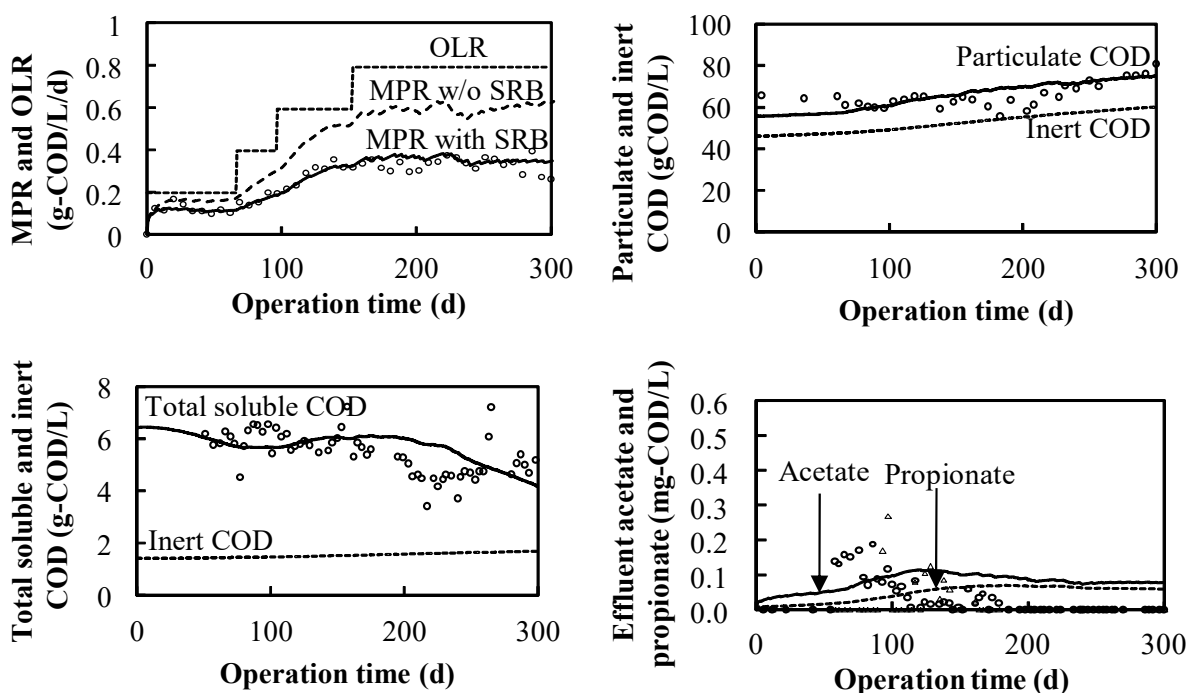 MPR and OLR
(g-COD/L/d)
1
0.8
0.6
0.4
0.2
0
OLR
MPR w/o SRB
MPR with SRB
0 100 200 300
Operation time (d)
Particulate and inert
COD (gCOD/L)
100
80
60
40
20
0
Particulate COD
Inert COD
0 100 200 300
Operation time (d)
Total soluble and inert
COD (g-COD/L)
8
6
4
2
0
Total soluble COD
Inert COD
0 100 200 300
Operation time (d)
Effluent acetate and
propionate (mg-COD/L)
0.6
0.5
0.4
0.3
0.2
0.1
0.0
Acetate
Propionate
0 100 200 300
Operation time (d)